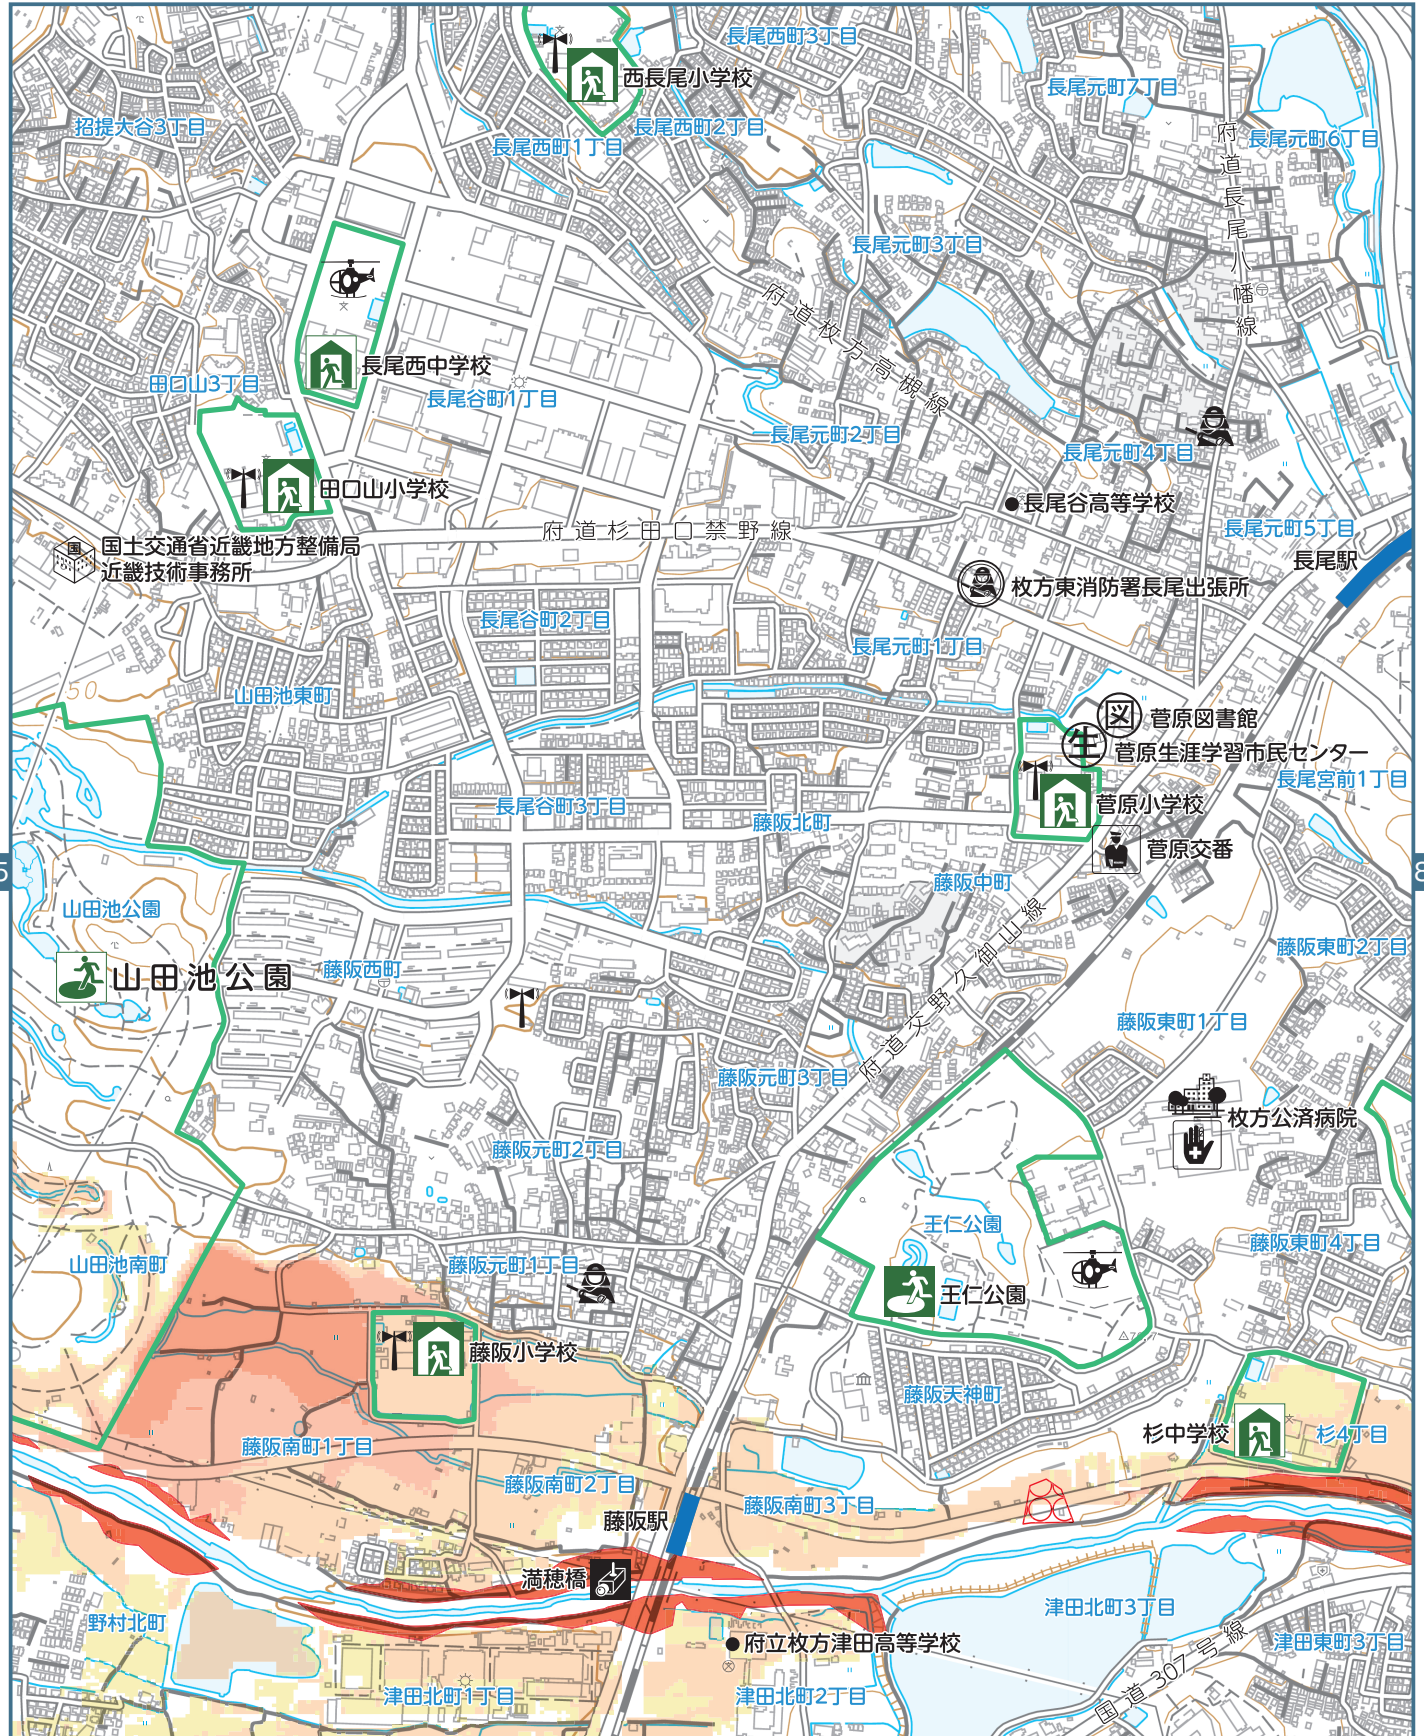 長尾西町3丁目
西長尾小学校
長尾元町7丁目
招提大谷3丁目
長尾西町2丁目
長尾西町1丁目
長尾元町6丁目
府道長尾八幡線
長尾元町3丁目
府道枚方高槻線
長尾西中学校
田口山3丁目
長尾谷町1丁目
長尾元町2丁目
長尾元町4丁目
田口山小学校
長尾谷高等学校
府道杉田口禁野線
長尾元町5丁目
国
国土交通省近畿地方整備局
近畿技術事務所
長尾駅
枚方東消防署長尾出張所
長尾谷町2丁目
長尾元町1丁目
50
山田池東町
図
菅原図書館
生
菅原生涯学習市民センター
長尾宮前1丁目
長尾谷町3丁目
菅原小学校
藤阪北町
菅原交番
5
8
藤阪中町
山田池公園
府道交野久御山線
藤阪東町2丁目
山田池公園
藤阪西町
藤阪東町1丁目
藤阪元町3丁目
枚方公済病院
藤阪元町2丁目
王仁公園
藤阪東町4丁目
山田池南町
藤阪元町1丁目
王仁公園
藤阪小学校
藤阪天神町
杉中学校
杉4丁目
藤阪南町1丁目
藤阪南町2丁目
藤阪南町3丁目
藤阪駅
満穂橋
津田北町3丁目
野村北町
府立枚方津田高等学校
国道307号線
津田東町3丁目
津田北町1丁目
津田北町2丁目